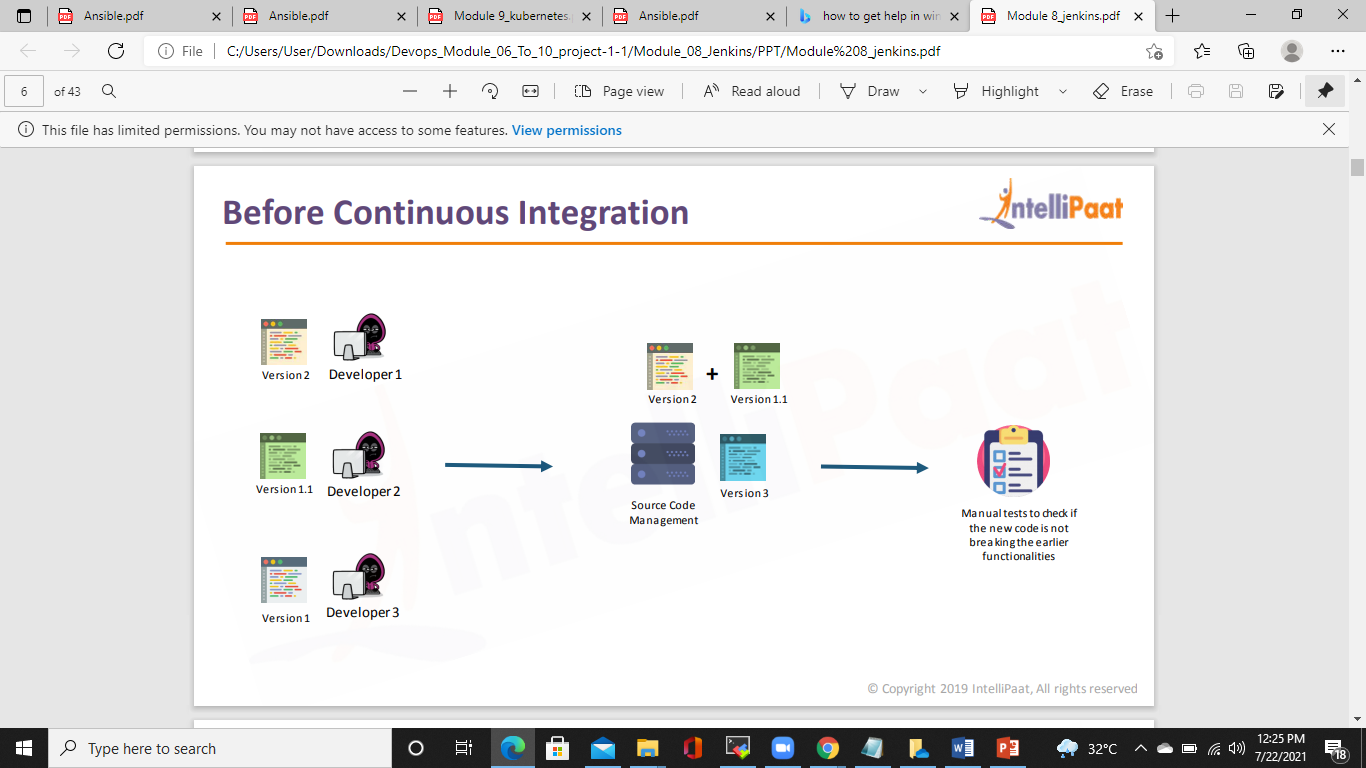 Ansible.pdf
Ansible.pdf
Module 9_kubernetes.
Ansible.pdf
how to get help in win
Module 8_jenkins.pdf
File
C:/Users/User/Downloads/Devops_Module_06_To_10_project-1-1/Module_08_Jenkins/PPT/Module%208_jenkins.pdf
6 of 43
Page view
Read aloud
Draw
Highlight
Erase
This file has limited permissions. You may not have access to some features. View permissions
Before Continuous Integration
IntelliPaat
Version 2
Developer 1
Version 1.1
Developer 2
Version 1
Developer 3
+
Version 2
Version 1.1
Version 3
Source Code
Management
Manual tests to check if
the new code is not
breaking the earlier
functionalities
IntelliPaat
© Copyright 2019 IntelliPaat, All rights reserved
Type here to search
32°C
12:25 PM
7/22/2021
18